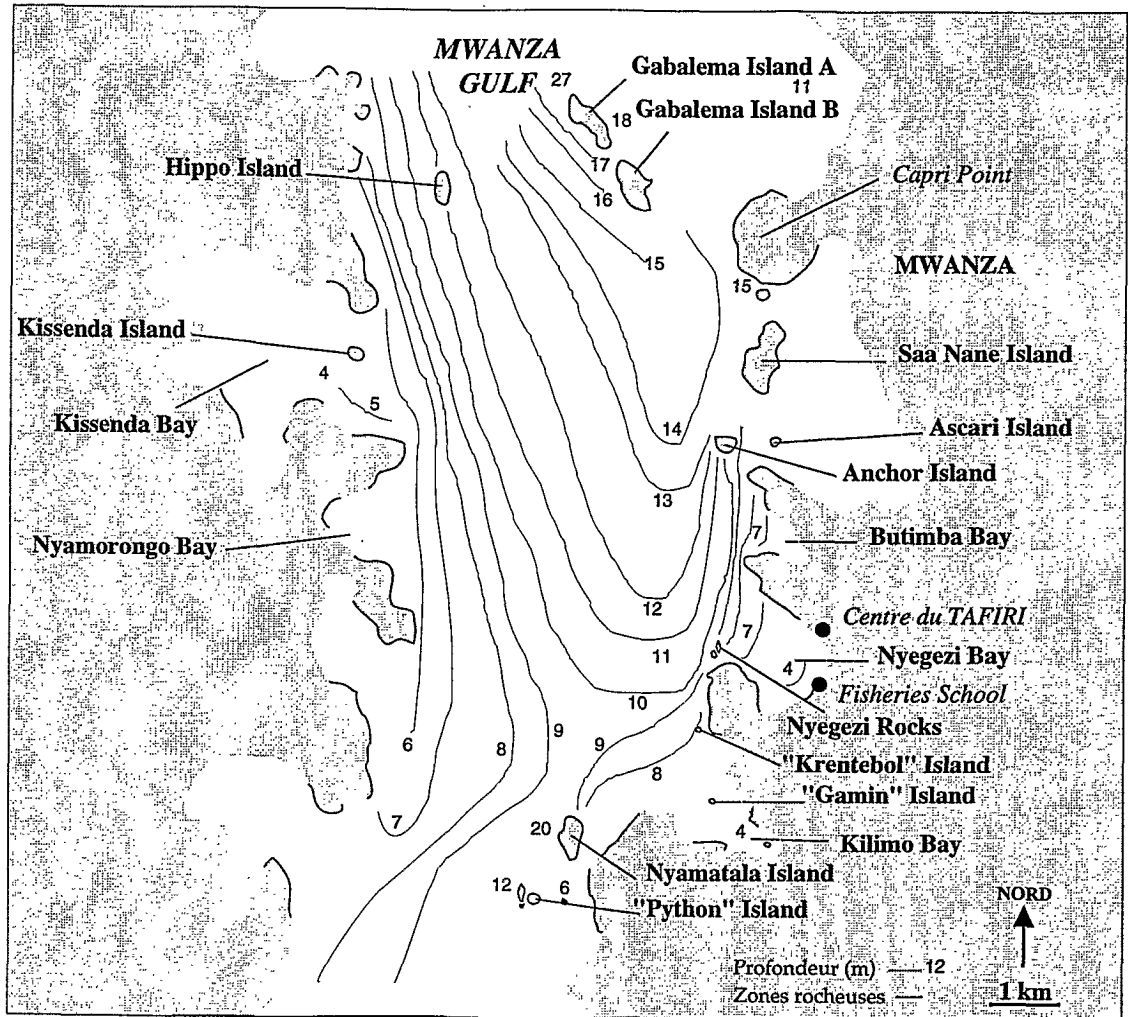 MWANZA
GULF
27
Gabalema Island A
11
18
Gabalema Island B
Hippo Island
17
16
Capri Point
15
MWANZA
15
Kissenda Island
Saa Nane Island
4
5
Kissenda Bay
14
Ascari Island
Anchor Island
13
Nyamorongo Bay
7
Butimba Bay
12
Centre du TAFIRI
7
11
4
Nyegezi Bay
Fisheries School
10
Nyegezi Rocks
6
8
9
9
"Krentebol" Island
8
"Gamin" Island
7
20
4
Kilimo Bay
Nyamatala Island
12
6
"Python" Island
NORD
Profondeur (m)
12
Zones rocheuses
1 km